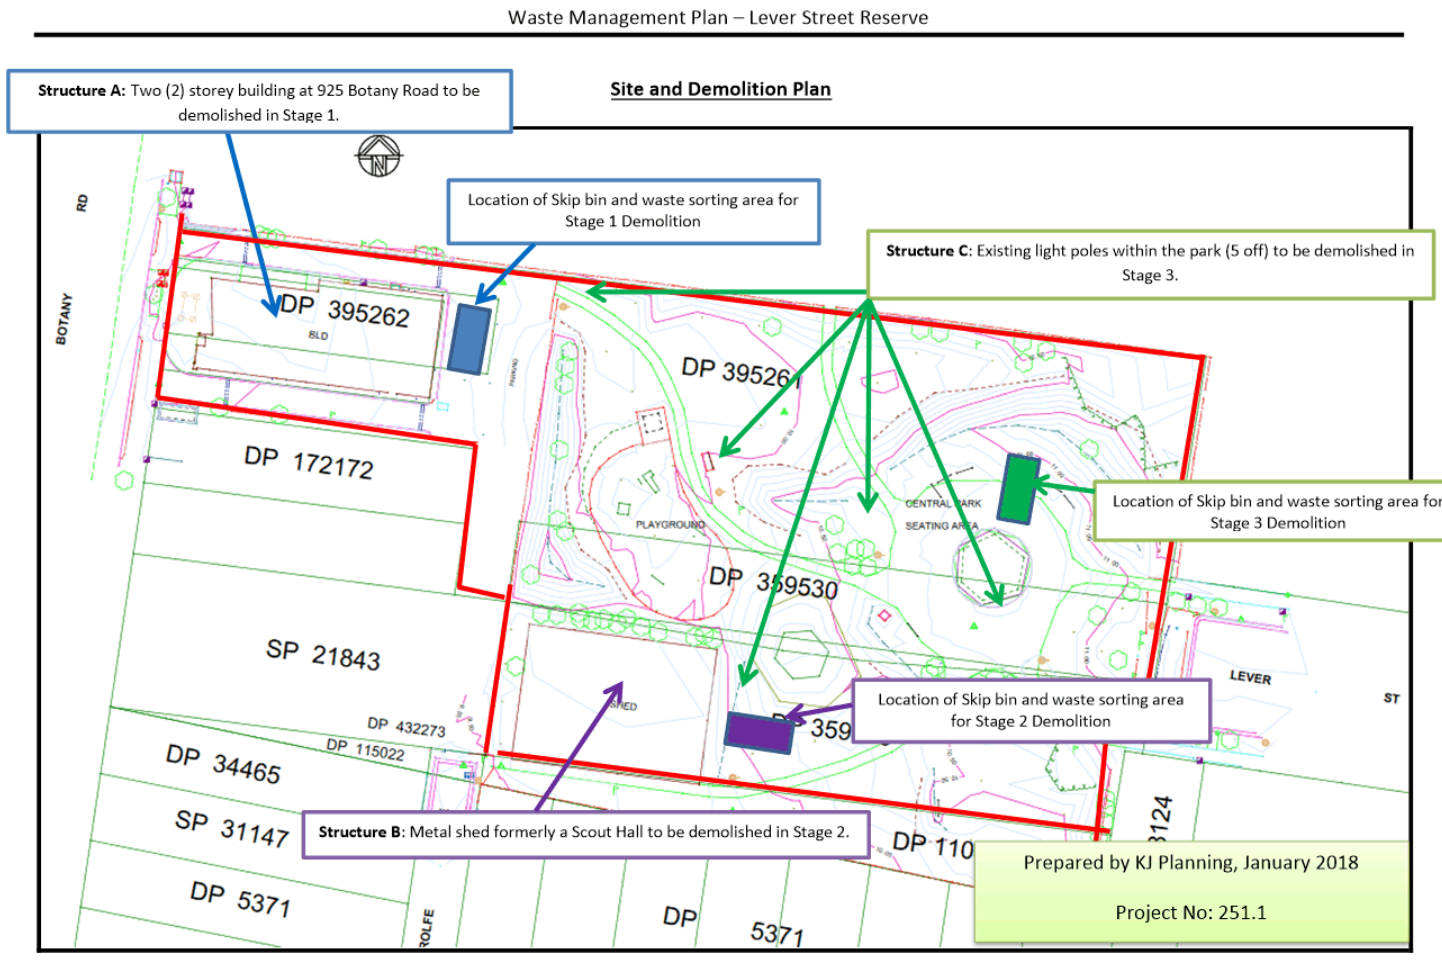 Waste Management Plan – Lever Street Reserve
Site and Demolition Plan
Structure A: Two (2) storey building at 925 Botany Road to be
demolished in Stage 1.
N
RD
BOTANY
Location of Skip bin and waste sorting area for
Stage 1 Demolition
Structure C: Existing light poles within the park (5 off) to be demolished in
Stage 3.
DP 395262
BLD
PARKING
DP 395261
DP 172172
CENTRAL PARK
SEATING AREA
Location of Skip bin and waste sorting area for
Stage 3 Demolition
PLAYGROUND
DP 359530
SP 21843
SHED
LEVER
ST
Location of Skip bin and waste sorting area
for Stage 2 Demolition
DP 359
DP 432273
DP 115022
DP 34465
SP 31147
Structure B: Metal shed formerly a Scout Hall to be demolished in Stage 2.
DP 110
3124
DP 5371
ROLFE
DP 5371
Prepared by KJ Planning, January 2018
Project No: 251.1